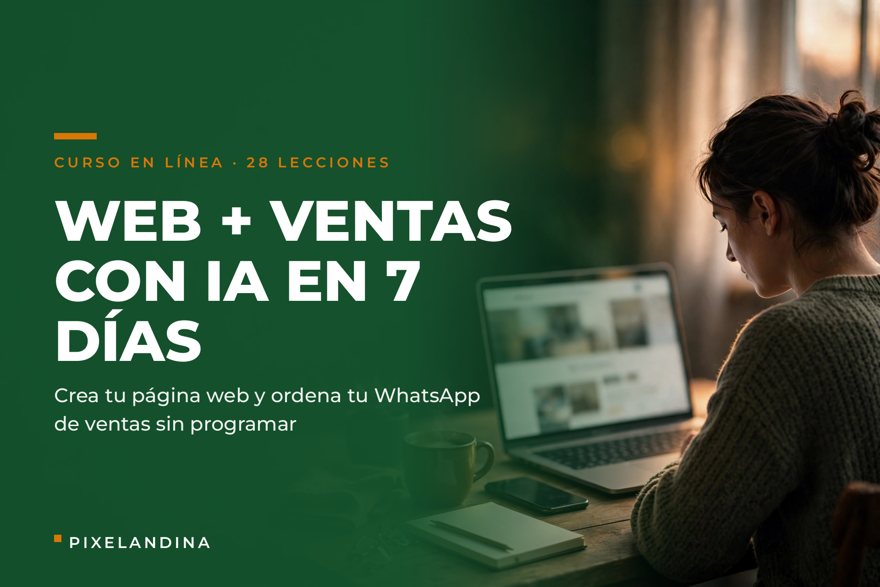 CURSO EN LÍNEA · 28 LECCIONES
WEB + VENTAS
CON IA EN 7
DÍAS
Crea tu página web y ordena tu WhatsApp
de ventas sin programar
PIXELANDINA